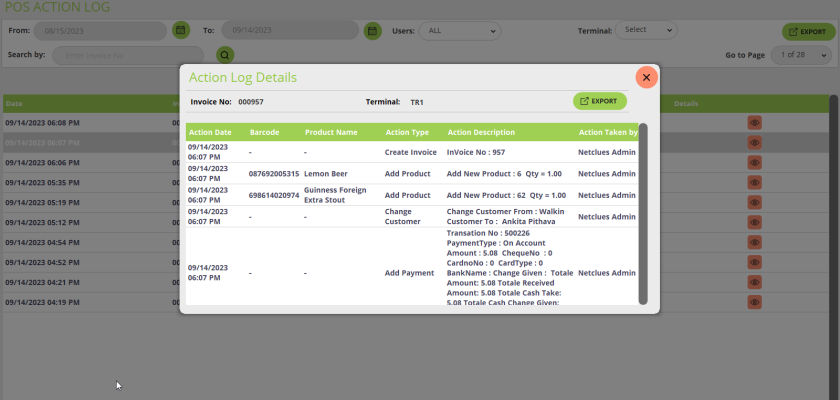 POS ACTION LOG
From: 08/15/2023 To: 09/14/2023 Users: ALL Terminal: Select EXPORT
Search by: Enter Invoice No. Go to Page 1 of 28
Action Log Details
Invoice No: 000957 Terminal: TR1 EXPORT
Date Details
Action Date Barcode Product Name Action Type Action Description Action Taken by
09/14/2023 06:08 PM 00
09/14/2023 06:07 PM 00
09/14/2023 06:06 PM 00
09/14/2023 05:35 PM 00
09/14/2023 05:19 PM 00
09/14/2023 05:12 PM 00
09/14/2023 04:54 PM 00
09/14/2023 04:52 PM 00
09/14/2023 04:21 PM 00
09/14/2023 04:19 PM 00
09/14/2023
06:07 PM
- - Create Invoice InVoice No : 957 Netclues Admin
09/14/2023
06:07 PM
087692005315 Lemon Beer Add Product Add New Product : 6 Qty = 1.00 Netclues Admin
09/14/2023
06:07 PM
698614020974 Guinness Foreign
Extra Stout
Add Product Add New Product : 62 Qty = 1.00 Netclues Admin
09/14/2023
06:07 PM
- - Change
Customer
Change Customer From : Walkin
Customer To : Ankita Pithava
Netclues Admin
09/14/2023
06:07 PM
- - Add Payment
Transation No : 500226
PaymentType : On Account
Amount : 5.08 ChequeNo : 0
CardnoNo : 0 CardType : 0
BankName : Change Given : Totale
Amount: 5.08 Totale Received
Amount: 5.08 Totale Cash Take:
5.08 Totale Cash Change Given:
Netclues Admin